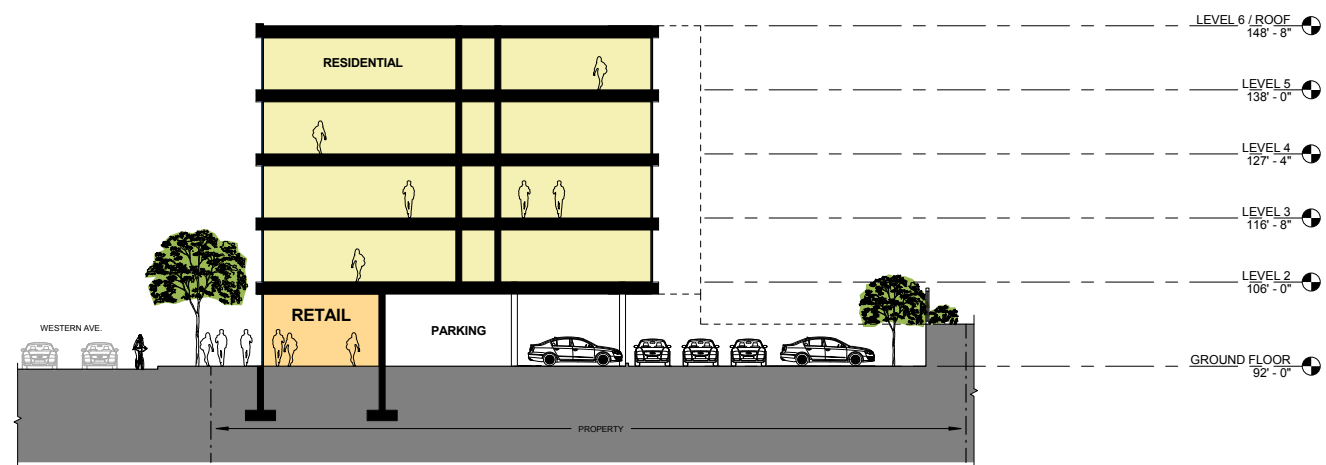 LEVEL 6 / ROOF
148' - 8"
RESIDENTIAL
LEVEL 5
138' - 0"
LEVEL 4
127' - 4"
LEVEL 3
116' - 8"
LEVEL 2
106' - 0"
RETAIL
PARKING
WESTERN AVE.
GROUND FLOOR
92' - 0"
PROPERTY